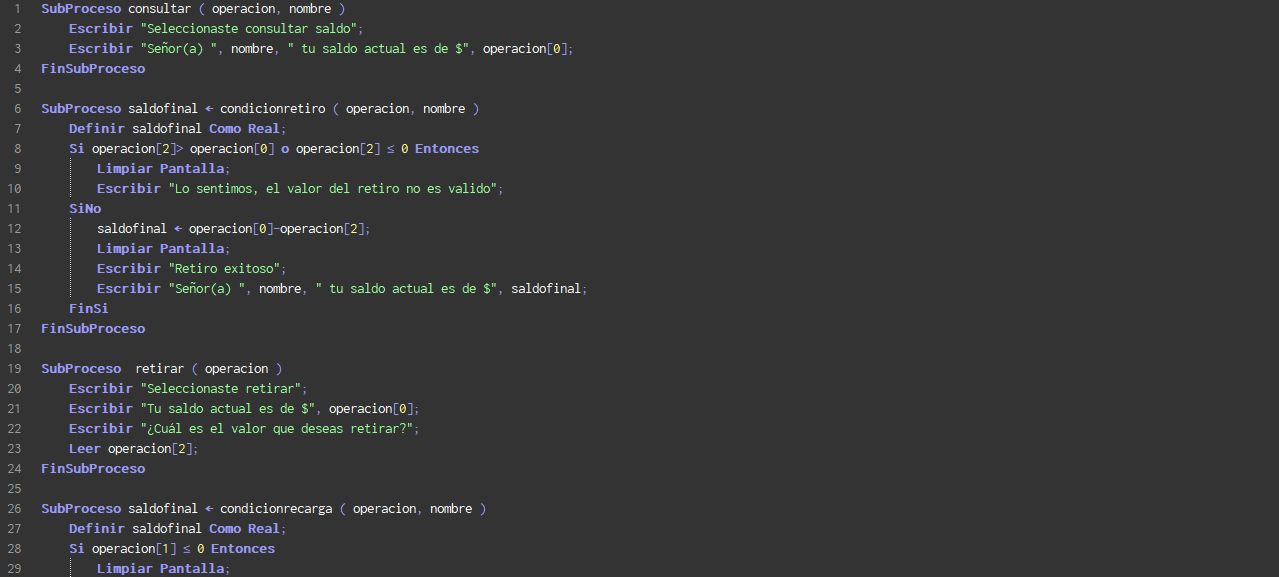 1 SubProceso consultar ( operacion, nombre )
2 Escribir "Seleccionaste consultar saldo";
3 Escribir "Señor(a) ", nombre, " tu saldo actual es de $", operacion[0];
4 FinSubProceso
5
6 SubProceso saldofinal ← condicionretiro ( operacion, nombre )
7 Definir saldofinal Como Real;
8 Si operacion[2]> operacion[0] o operacion[2] ≤ 0 Entonces
9 Limpiar Pantalla;
10 Escribir "Lo sentimos, el valor del retiro no es valido";
11 SiNo
12 saldofinal ← operacion[0]-operacion[2];
13 Limpiar Pantalla;
14 Escribir "Retiro exitoso";
15 Escribir "Señor(a) ", nombre, " tu saldo actual es de $", saldofinal;
16 FinSi
17 FinSubProceso
18
19 SubProceso  retirar ( operacion )
20 Escribir "Seleccionaste retirar";
21 Escribir "Tu saldo actual es de $", operacion[0];
22 Escribir "¿Cuál es el valor que deseas retirar?";
23 Leer operacion[2];
24 FinSubProceso
25
26 SubProceso saldofinal ← condicionrecarga ( operacion, nombre )
27 Definir saldofinal Como Real;
28 Si operacion[1] ≤ 0 Entonces
29 Limpiar Pantalla;